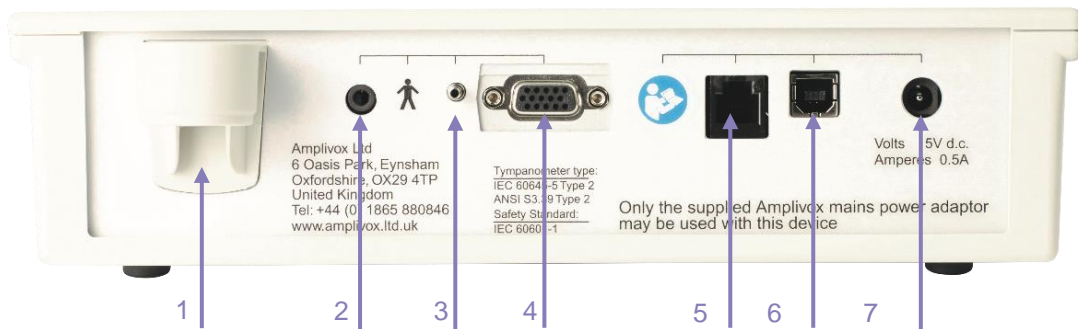 Amplivox Ltd
6 Oasis Park, Eynsham
Oxfordshire, OX29 4TP
United Kingdom
Tel: +44 (0) 1865 880846
www.amplivox.ltd.uk
Tympanometer type:
IEC 60645-5 Type 2
ANSI S3.39 Type 2
Safety Standard:
IEC 60601-1
Volts 5V d.c.
Amperes 0.5A
Only the supplied Amplivox mains power adaptor
may be used with this device
1 2 3 4 5 6 7